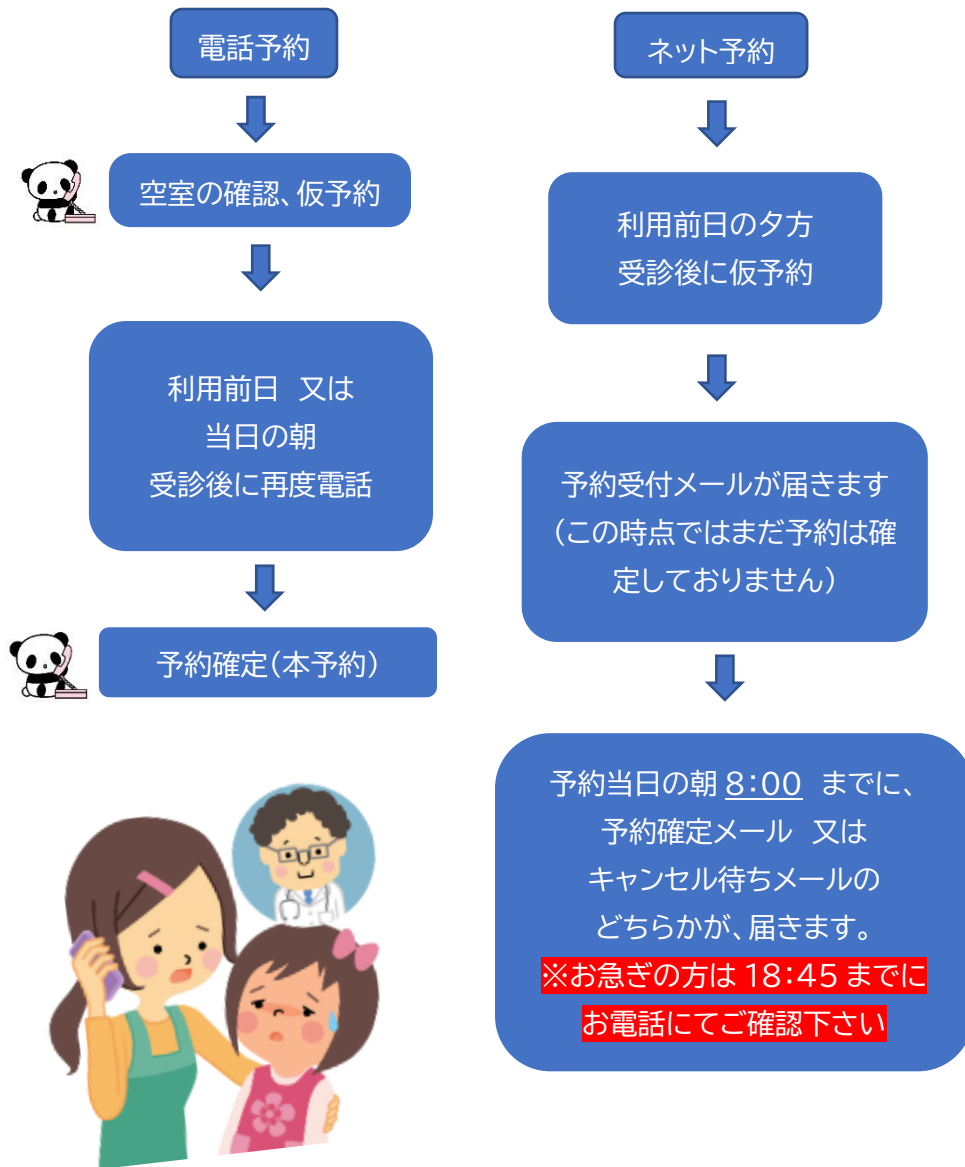 電話予約
空室の確認、仮予約
利用前日　又は
当日の朝
受診後に再度電話
予約確定（本予約）
ネット予約
利用前日の夕方
受診後に仮予約
予約受付メールが届きます
（この時点ではまだ予約は確
定しておりません）
予約当日の朝 8：00　までに、
予約確定メール　又は
キャンセル待ちメールの
どちらかが、届きます。
※お急ぎの方は 18：45 までに
お電話にてご確認下さい